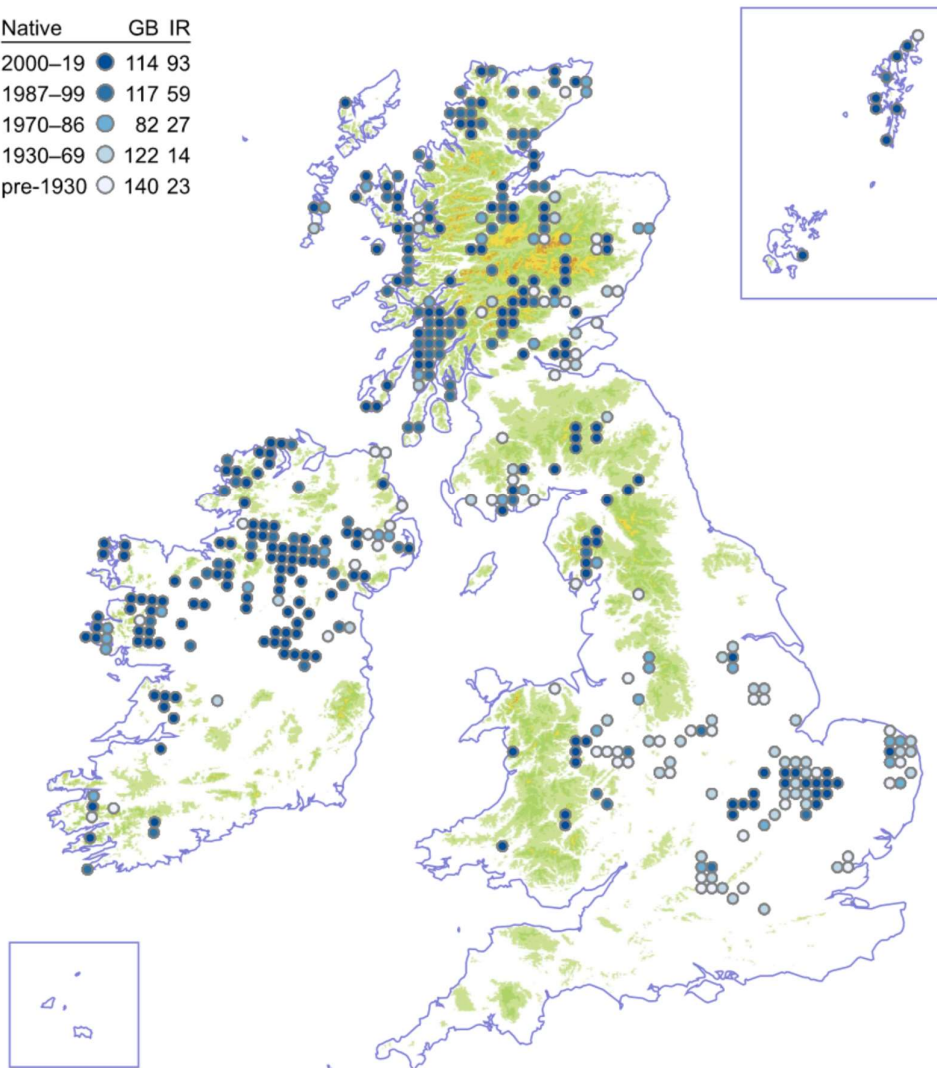 Native GB IR
2000–19 114 93
1987–99 117 59
1970–86 82 27
1930–69 122 14
pre-1930 140 23